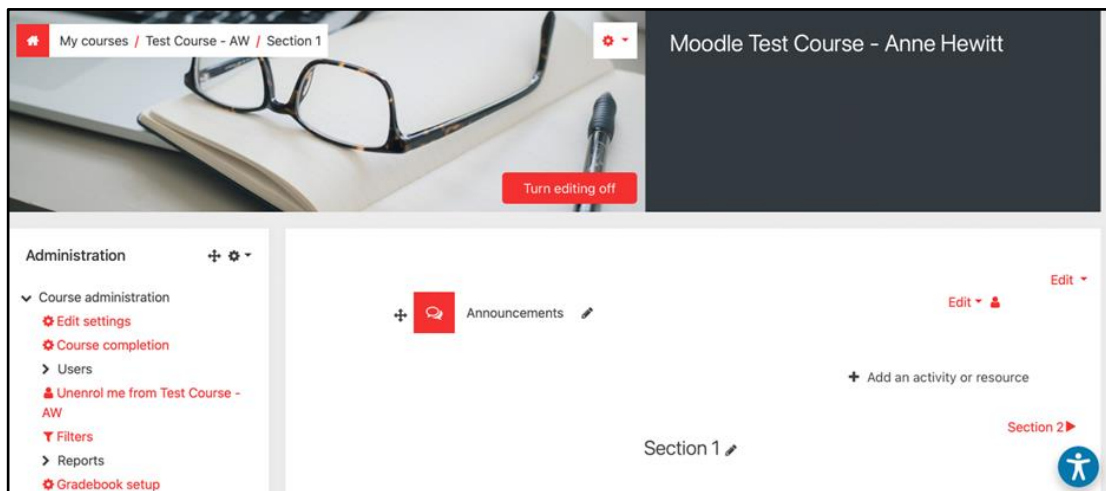 My courses / Test Course - AW / Section 1
Moodle Test Course - Anne Hewitt
Turn editing off
Administration
Course administration
Edit settings
Course completion
Users
Unenrol me from Test Course -
AW
Filters
Reports
Gradebook setup
Edit
Announcements
Edit
Add an activity or resource
Section 2
Section 1